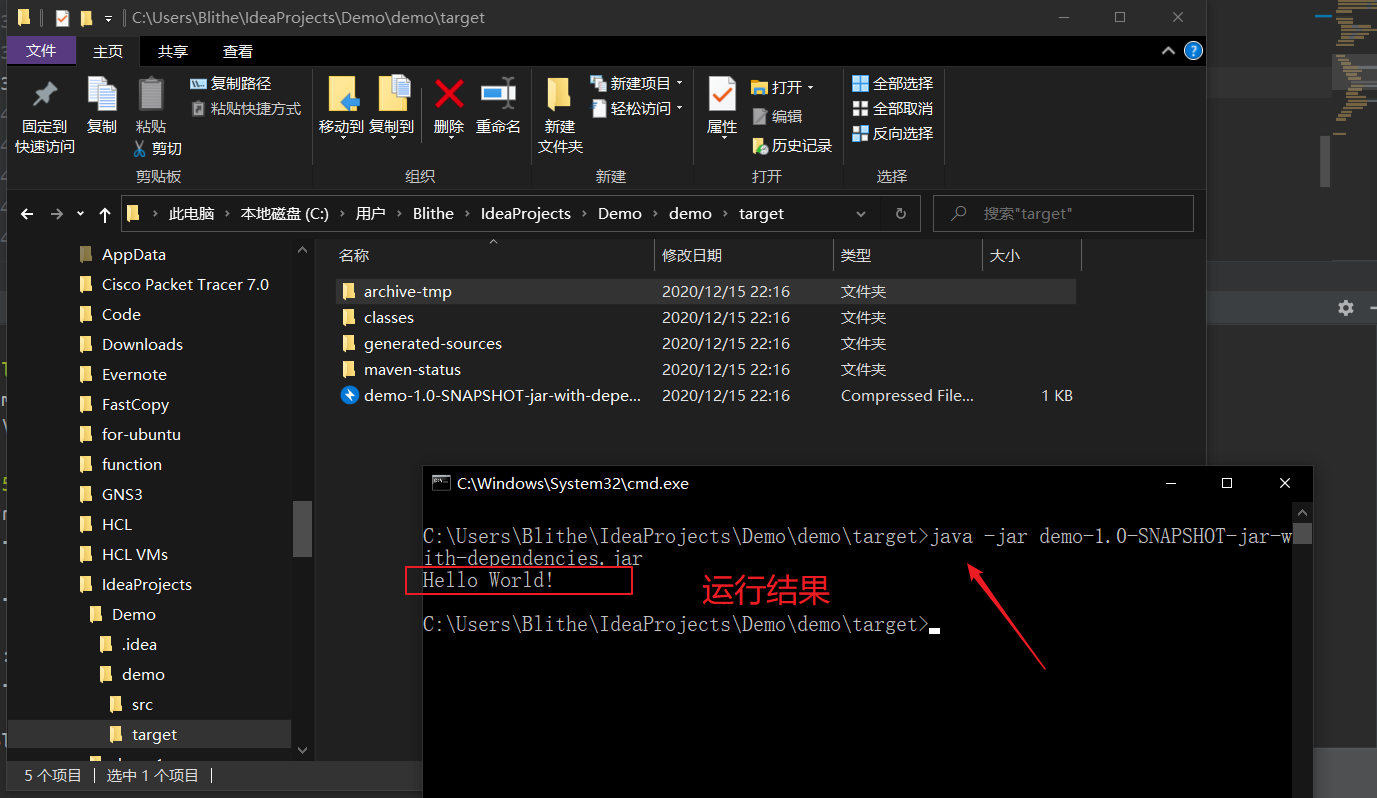 C:\Users\Blithe\IdeaProjects\Demo\demo\target
文件 主页 共享 查看
固定到
快速访问
复制
粘贴
复制路径
粘贴快捷方式
剪切
剪贴板
移动到 复制到 删除 重命名
组织
新建
文件夹
新建项目
轻松访问
新建
属性
打开
编辑
历史记录
打开
全部选择
全部取消
反向选择
选择
此电脑 › 本地磁盘 (C:) › 用户 › Blithe › IdeaProjects › Demo › demo › target
搜索"target"
AppData
Cisco Packet Tracer 7.0
Code
Downloads
Evernote
FastCopy
for-ubuntu
function
GNS3
HCL
HCL VMs
IdeaProjects
Demo
.idea
demo
src
target
名称 修改日期 类型 大小
archive-tmp 2020/12/15 22:16 文件夹
classes 2020/12/15 22:16 文件夹
generated-sources 2020/12/15 22:16 文件夹
maven-status 2020/12/15 22:16 文件夹
demo-1.0-SNAPSHOT-jar-with-depe... 2020/12/15 22:16 Compressed File... 1 KB
5 个项目 选中 1 个项目
C:\Windows\System32\cmd.exe
C:\Users\Blithe\IdeaProjects\Demo\demo\target>java -jar demo-1.0-SNAPSHOT-jar-w
ith-dependencies.jar
Hello World!
运行结果
C:\Users\Blithe\IdeaProjects\Demo\demo\target>